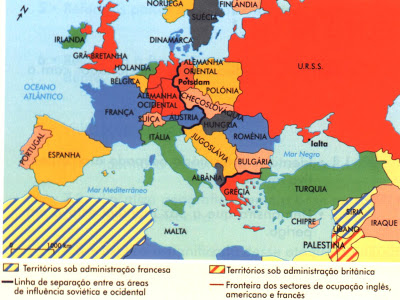 NORUEGA
FINLÂNDIA
SUÉCIA
IRLANDA
DINAMARCA
GRÃ-BRETANHA
HOLANDA
ALEMANHA
ORIENTAL
U.R.S.S.
BÉLGICA
Potsdam
POLÓNIA
OCEANO
ATLÂNTICO
ALEMANHA
OCIDENTAL
CHECOSLOVÁQUIA
FRANÇA
SUÍÇA
ÁUSTRIA
HUNGRIA
ROMÉNIA
Ialta
ITÁLIA
JUGOSLÁVIA
Mar Negro
PORTUGAL
ESPANHA
BULGÁRIA
ALBÂNIA
Mar Mediterrâneo
GRÉCIA
TURQUIA
MALTA
CHIPRE
SÍRIA
LÍBANO
IRAQUE
PALESTINA
0 1000 km
Territórios sob administração francesa
Territórios sob administração britânica
Linha de separação entre as áreas
de influência soviética e ocidental
Fronteira dos sectores de ocupação inglês,
americano e francês